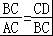 BC/AC = CD/BC